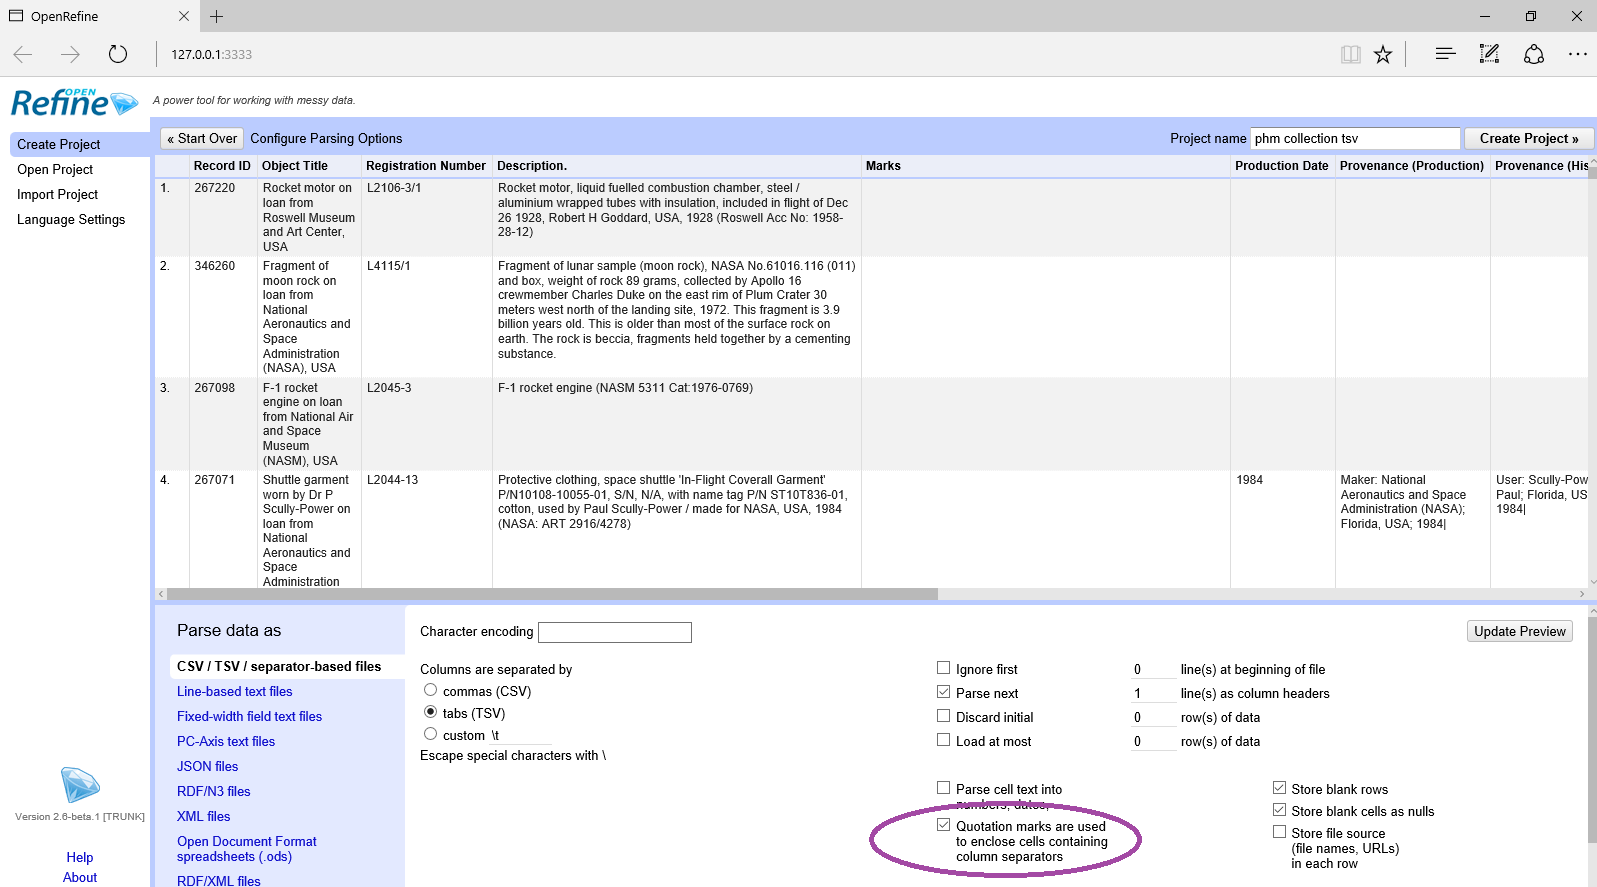 OpenRefine
127.0.0.1:3333
OPEN
Refine
A power tool for working with messy data.
Create Project
Open Project
Import Project
Language Settings
« Start Over
Configure Parsing Options
Project name
phm collection tsv
Create Project »
Record ID
Object Title
Registration Number
Description.
Marks
Production Date
Provenance (Production)
Provenance (His
1.
267220
Rocket motor on
loan from
Roswell Museum
and Art Center,
USA
L2106-3/1
Rocket motor, liquid fuelled combustion chamber, steel /
aluminium wrapped tubes with insulation, included in flight of Dec
26 1928, Robert H Goddard, USA, 1928 (Roswell Acc No: 1958-
28-12)
2.
346260
Fragment of
moon rock on
loan from
National
Aeronautics and
Space
Administration
(NASA), USA
L4115/1
Fragment of lunar sample (moon rock), NASA No.61016.116 (011)
and box, weight of rock 89 grams, collected by Apollo 16
crewmember Charles Duke on the east rim of Plum Crater 30
meters west north of the landing site, 1972. This fragment is 3.9
billion years old. This is older than most of the surface rock on
earth. The rock is beccia, fragments held together by a cementing
substance.
3.
267098
F-1 rocket
engine on loan
from National Air
and Space
Museum
(NASM), USA
L2045-3
F-1 rocket engine (NASM 5311 Cat:1976-0769)
4.
267071
Shuttle garment
worn by Dr P
Scully-Power on
loan from
National
Aeronautics and
Space
Administration
L2044-13
Protective clothing, space shuttle 'In-Flight Coverall Garment'
P/N10108-10055-01, S/N, N/A, with name tag P/N ST10T836-01,
cotton, used by Paul Scully-Power / made for NASA, USA, 1984
(NASA: ART 2916/4278)
1984
Maker: National
Aeronautics and Space
Administration (NASA);
Florida, USA; 1984|
User: Scully-Pow
Paul; Florida, US
1984|
Parse data as
CSV / TSV / separator-based files
Line-based text files
Fixed-width field text files
PC-Axis text files
JSON files
RDF/N3 files
XML files
Open Document Format
spreadsheets (.ods)
RDF/XML files
Character encoding
Update Preview
Columns are separated by
commas (CSV)
tabs (TSV)
custom \t
Escape special characters with \
Ignore first 0 line(s) at beginning of file
Parse next 1 line(s) as column headers
Discard initial 0 row(s) of data
Load at most 0 row(s) of data
Parse cell text into
numbers, dates,
Quotation marks are used
to enclose cells containing
column separators
Store blank rows
Store blank cells as nulls
Store file source
(file names, URLs)
in each row
Version 2.6-beta.1 [TRUNK]
Help
About